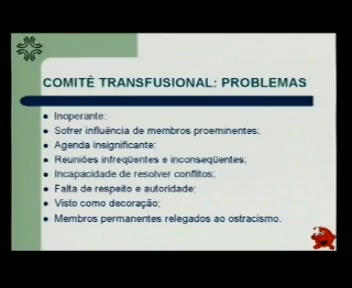 COMITÊ TRANSFUSIONAL: PROBLEMAS
Inoperante:
Sofrer influência de membros proeminentes;
Agenda insignificante;
Reuniões infreqüentes e inconseqüentes;
Incapacidade de resolver conflitos;
Falta de respeito e autoridade;
Visto como decoração;
Membros permanentes relegados ao ostracismo.